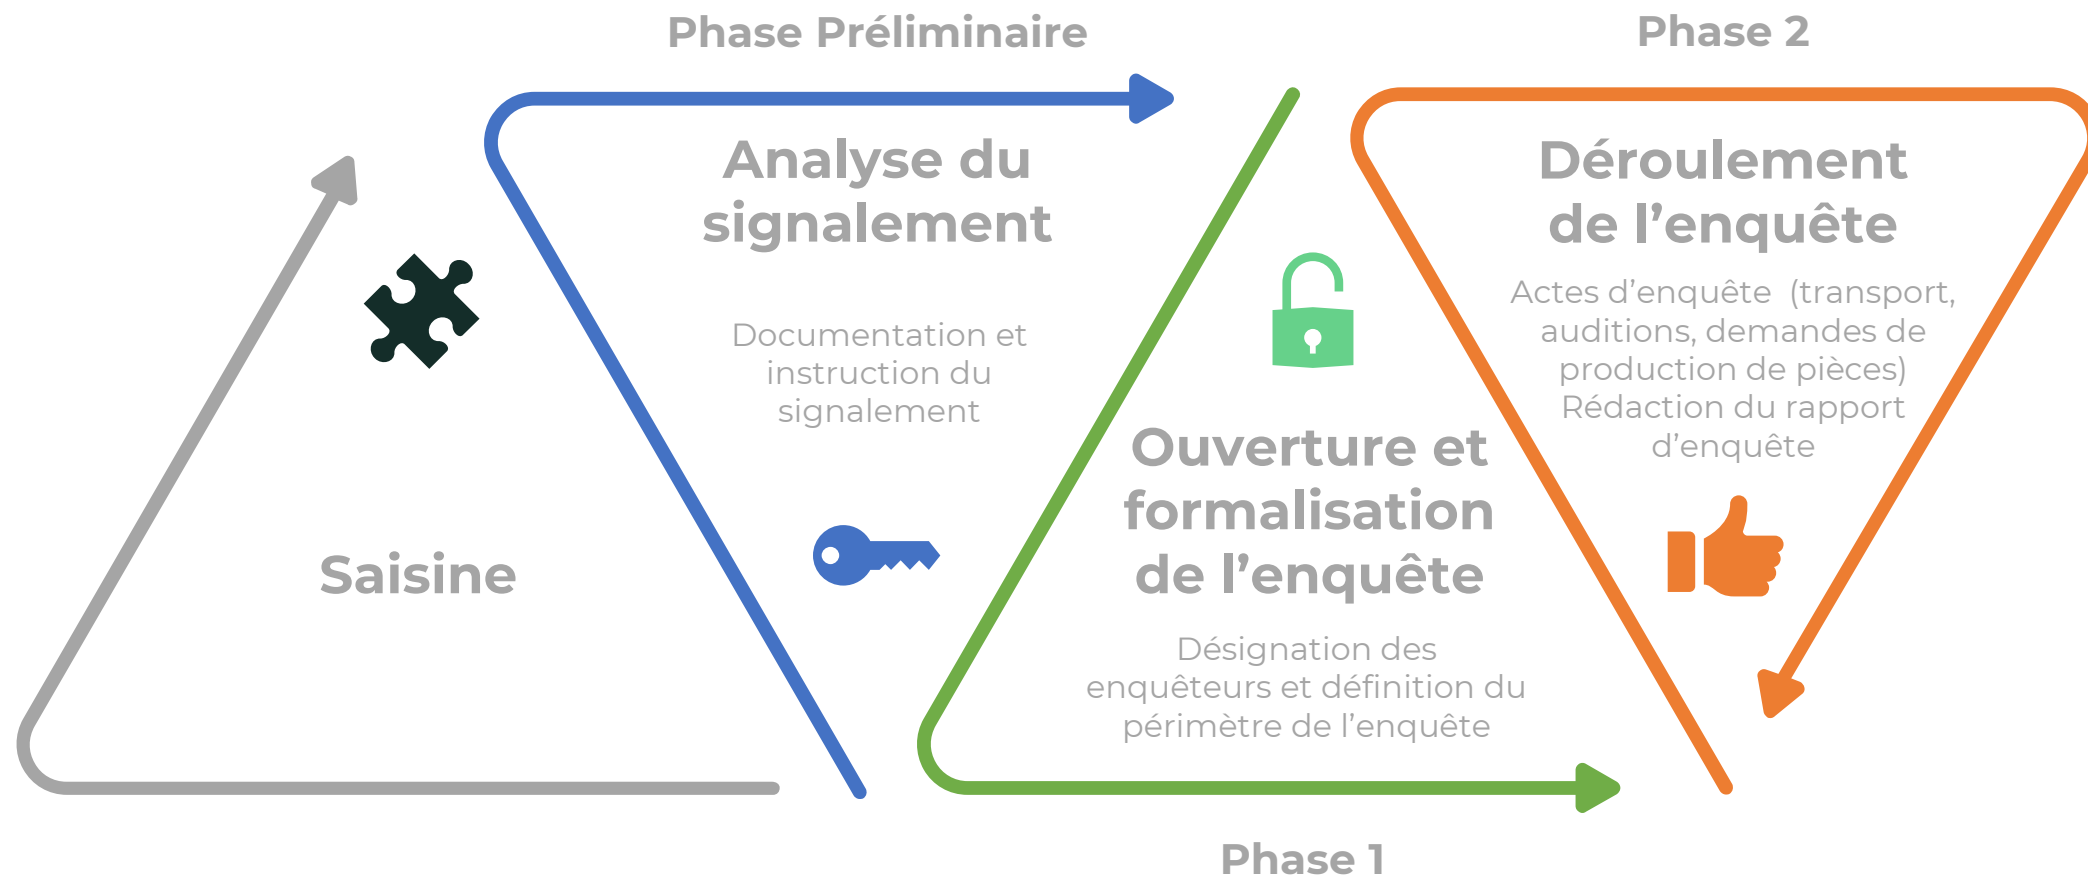 Saisine
Phase Préliminaire
Analyse du
signalement
Documentation et
instruction du
signalement
Ouverture et
formalisation
de l’enquête
Désignation des
enquêteurs et définition du
périmètre de l’enquête
Phase 1
Phase 2
Déroulement
de l’enquête
Actes d’enquête (transport,
auditions, demandes de
production de pièces)
Rédaction du rapport
d’enquête